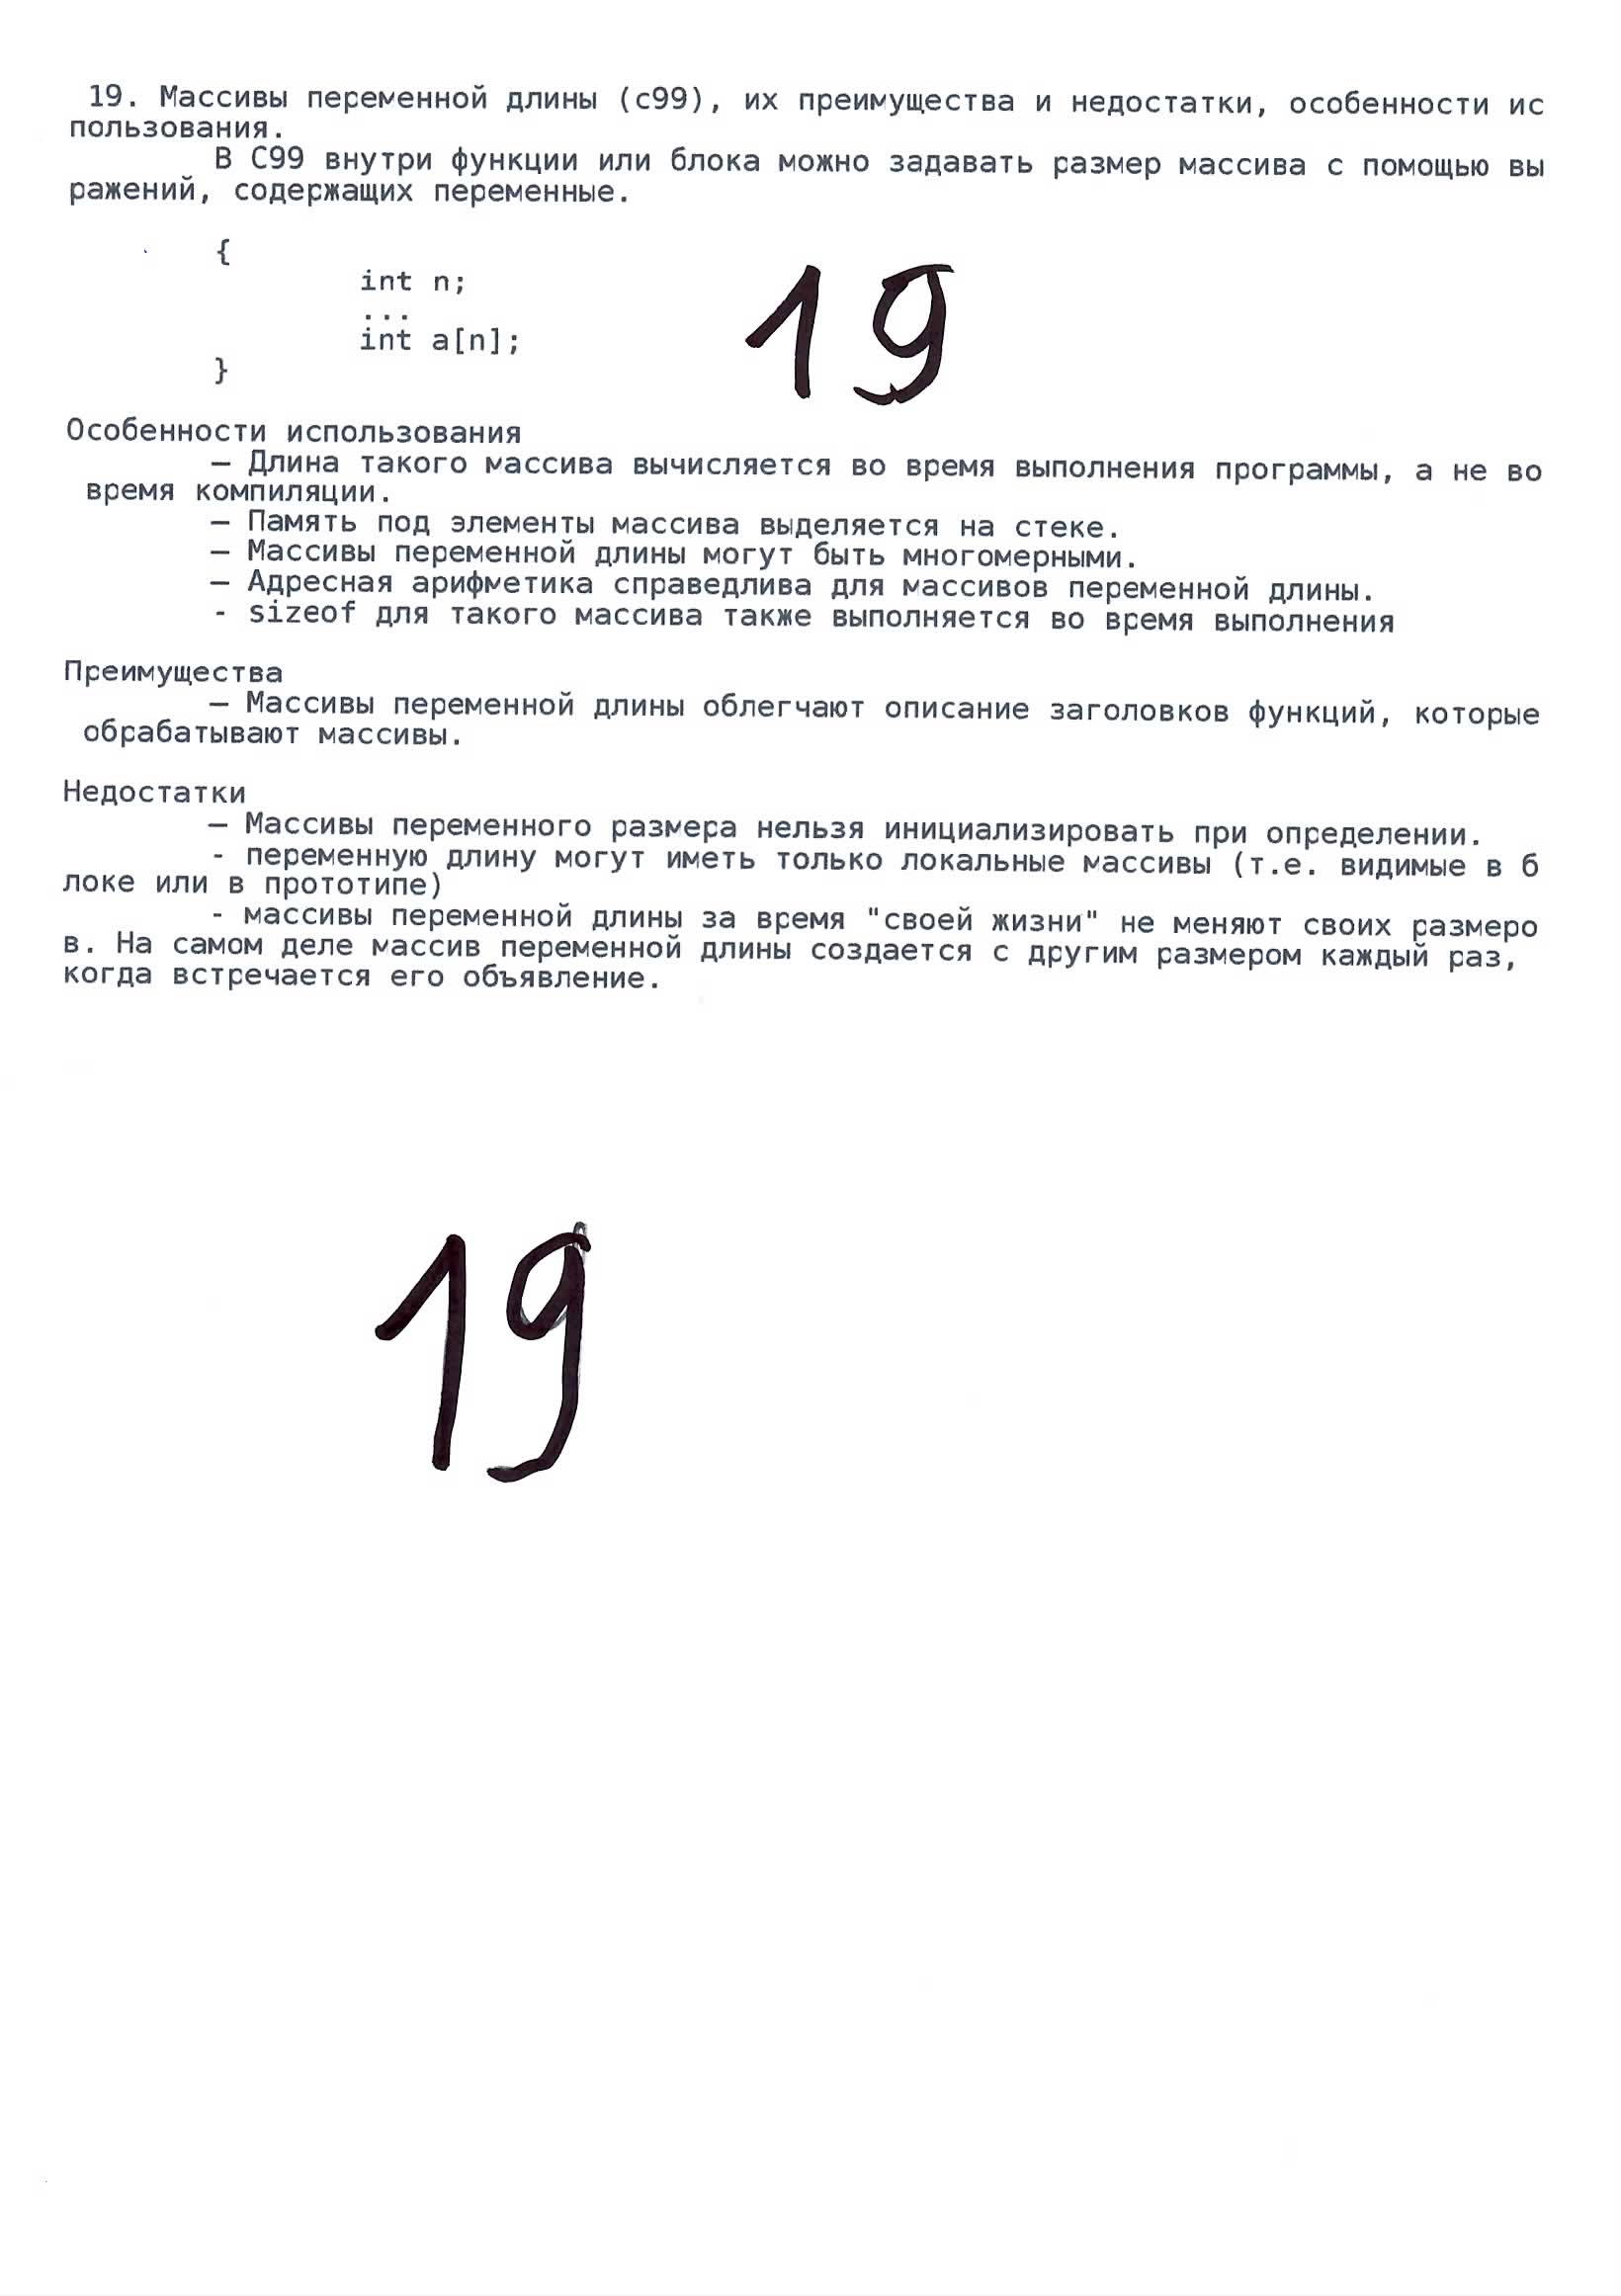 19. Массивы переменной длины (с99), их преимущества и недостатки, особенности ис
пользования.
В С99 внутри функции или блока можно задавать размер массива с помощью вы
ражений, содержащих переменные.
{
int n;
...
int a[n];
}
19
Особенности использования
— Длина такого массива вычисляется во время выполнения программы, а не во
время компиляции.
— Память под элементы массива выделяется на стеке.
— Массивы переменной длины могут быть многомерными.
— Адресная арифметика справедлива для массивов переменной длины.
- sizeof для такого массива также выполняется во время выполнения
Преимущества
— Массивы переменной длины облегчают описание заголовков функций, которые
обрабатывают массивы.
Недостатки
— Массивы переменного размера нельзя инициализировать при определении.
- переменную длину могут иметь только локальные массивы (т.е. видимые в б
локе или в прототипе)
- массивы переменной длины за время "своей жизни" не меняют своих размеро
в. На самом деле массив переменной длины создается с другим размером каждый раз,
когда встречается его объявление.
19